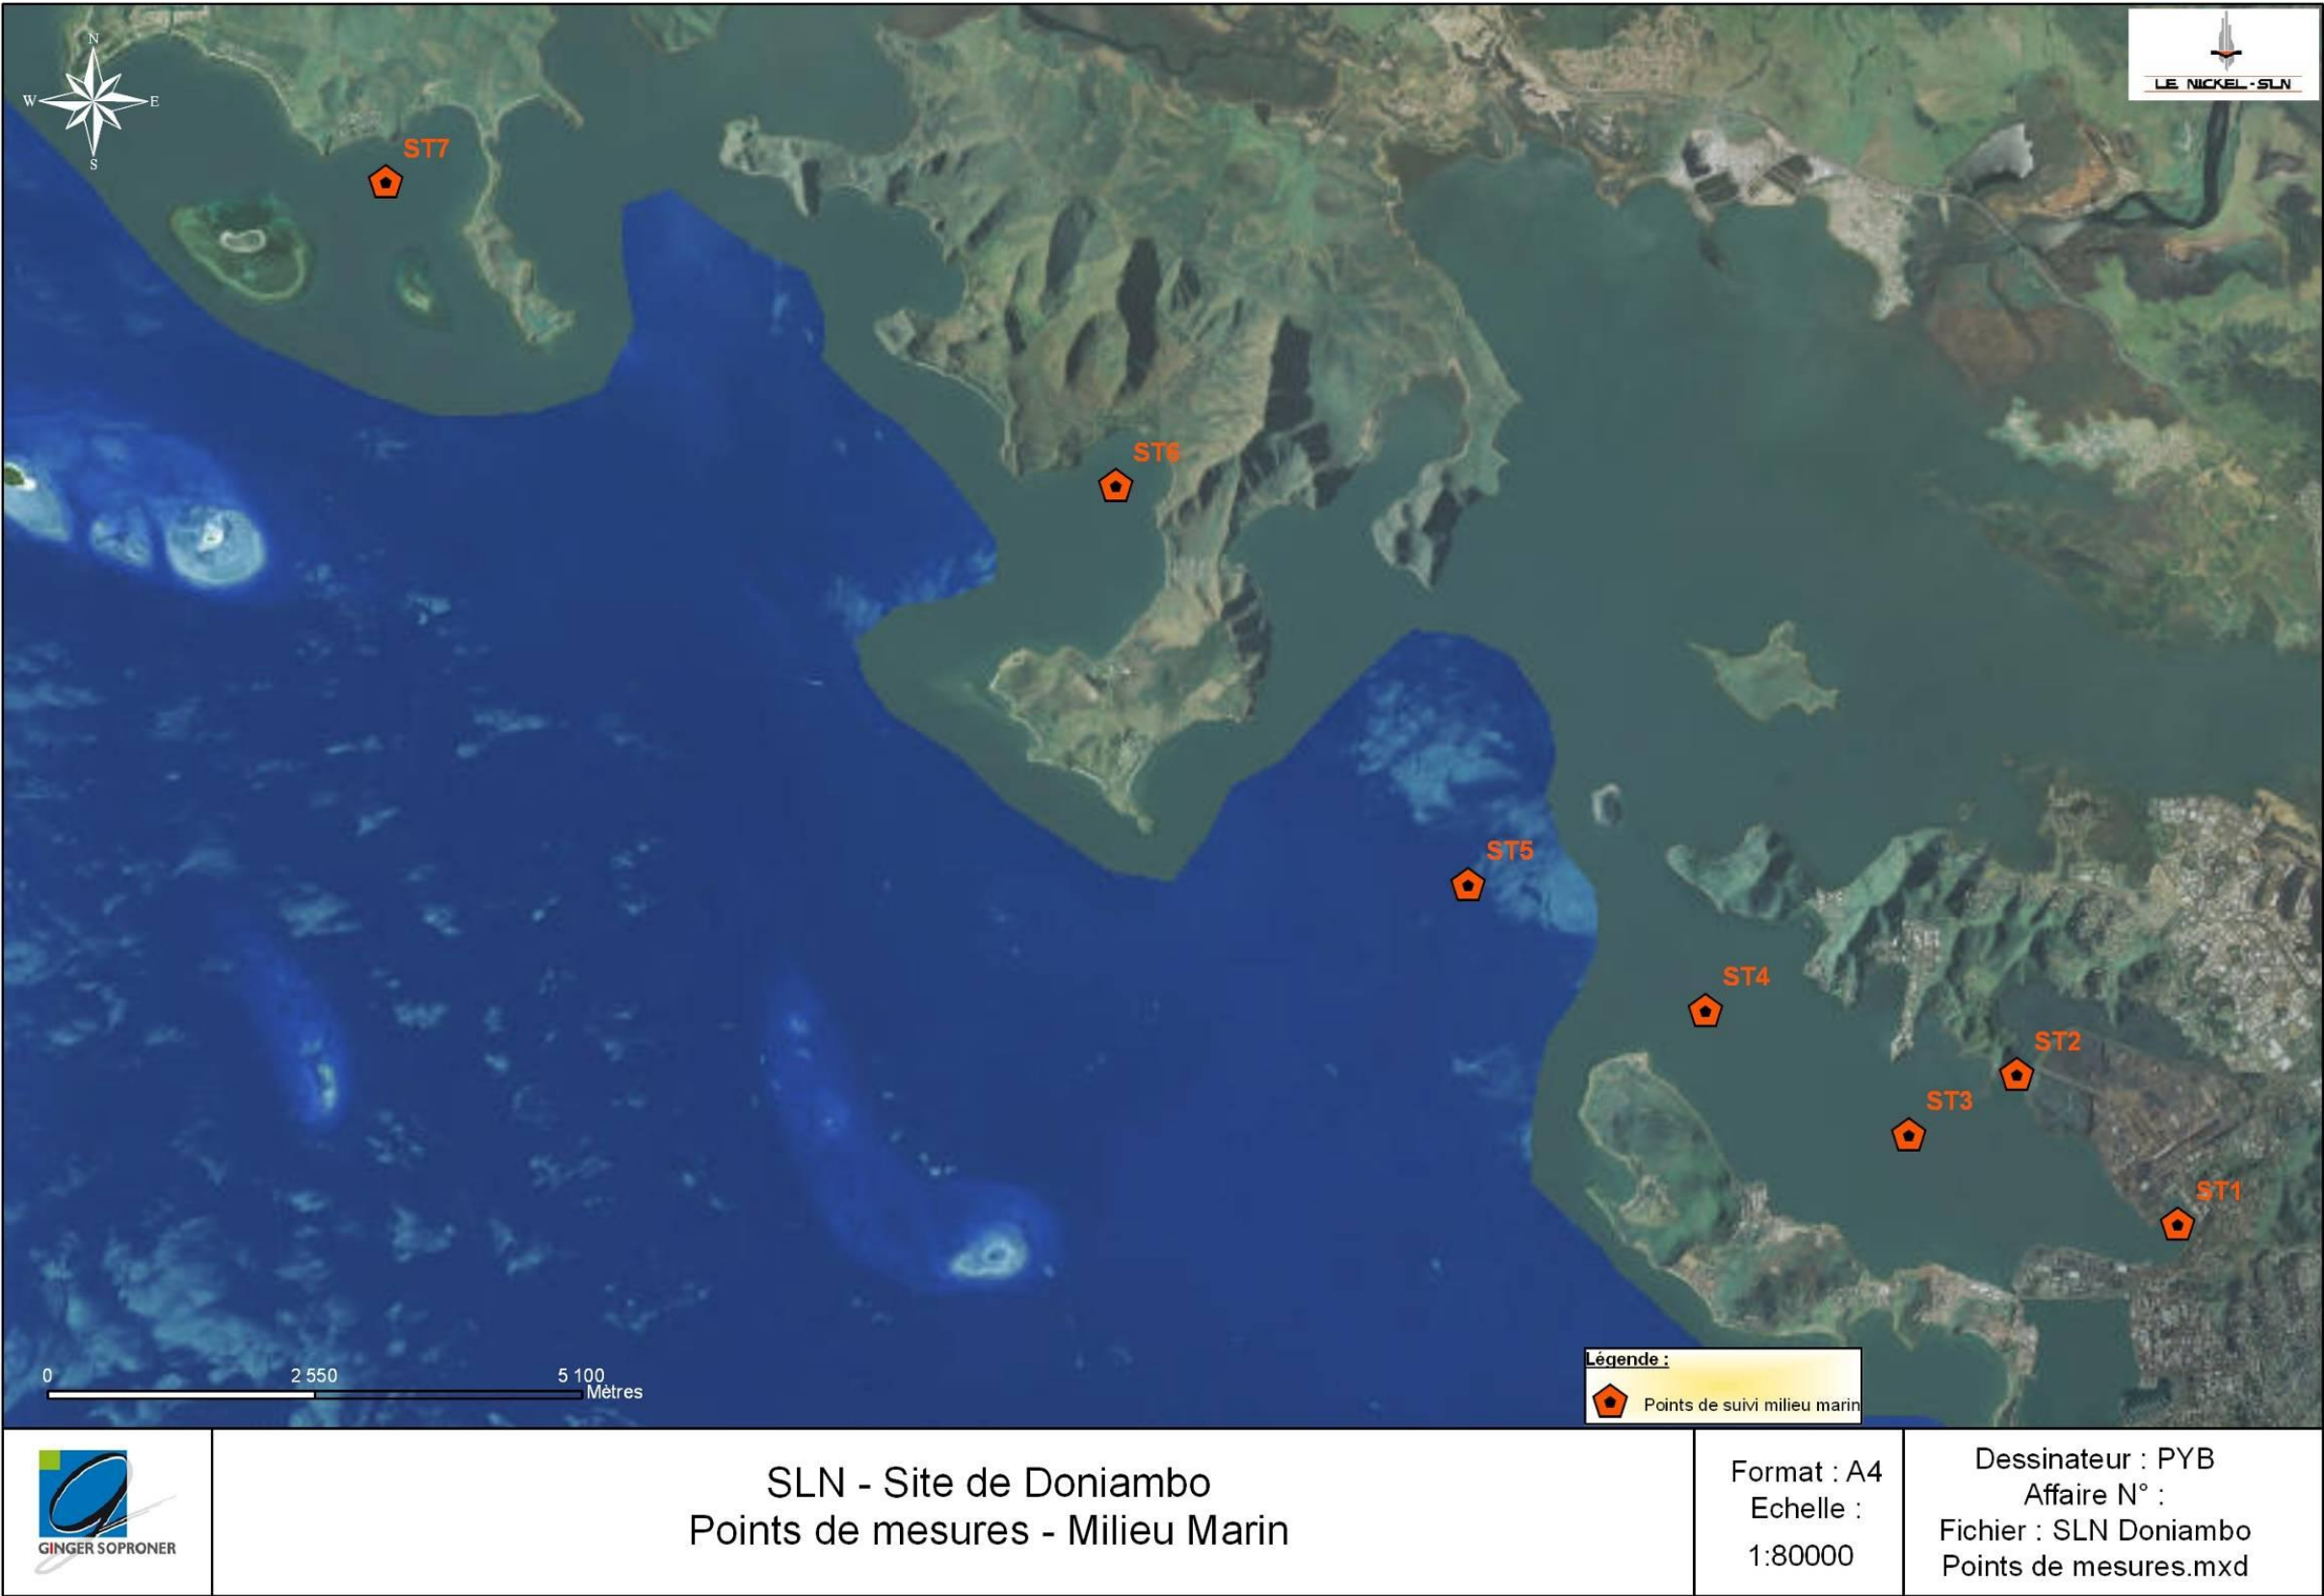 N
W
E
S
LE NICKEL-SLN
ST7
ST6
ST5
ST4
ST2
ST3
ST1
0
2 550
5 100
Mètres
Légende :
Points de suivi milieu marin
GINGER SOPRONER
SLN - Site de Doniambo
Points de mesures - Milieu Marin
Format : A4
Echelle :
1:80000
Dessinateur : PYB
Affaire N° :
Fichier : SLN Doniambo
Points de mesures.mxd